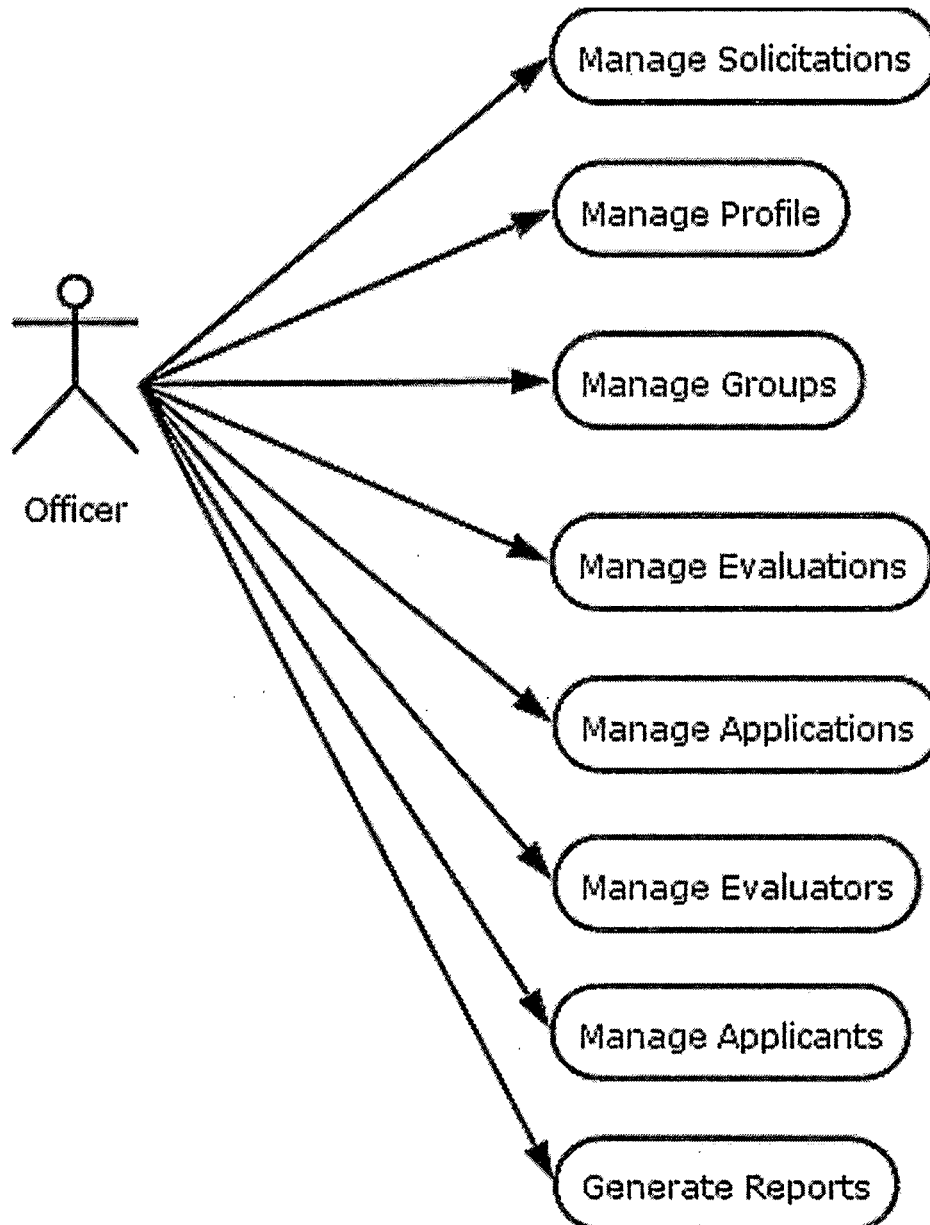 Manage Solicitations
Manage Profile
Manage Groups
Officer
Manage Evaluations
Manage Applications
Manage Evaluators
Manage Applicants
Generate Reports